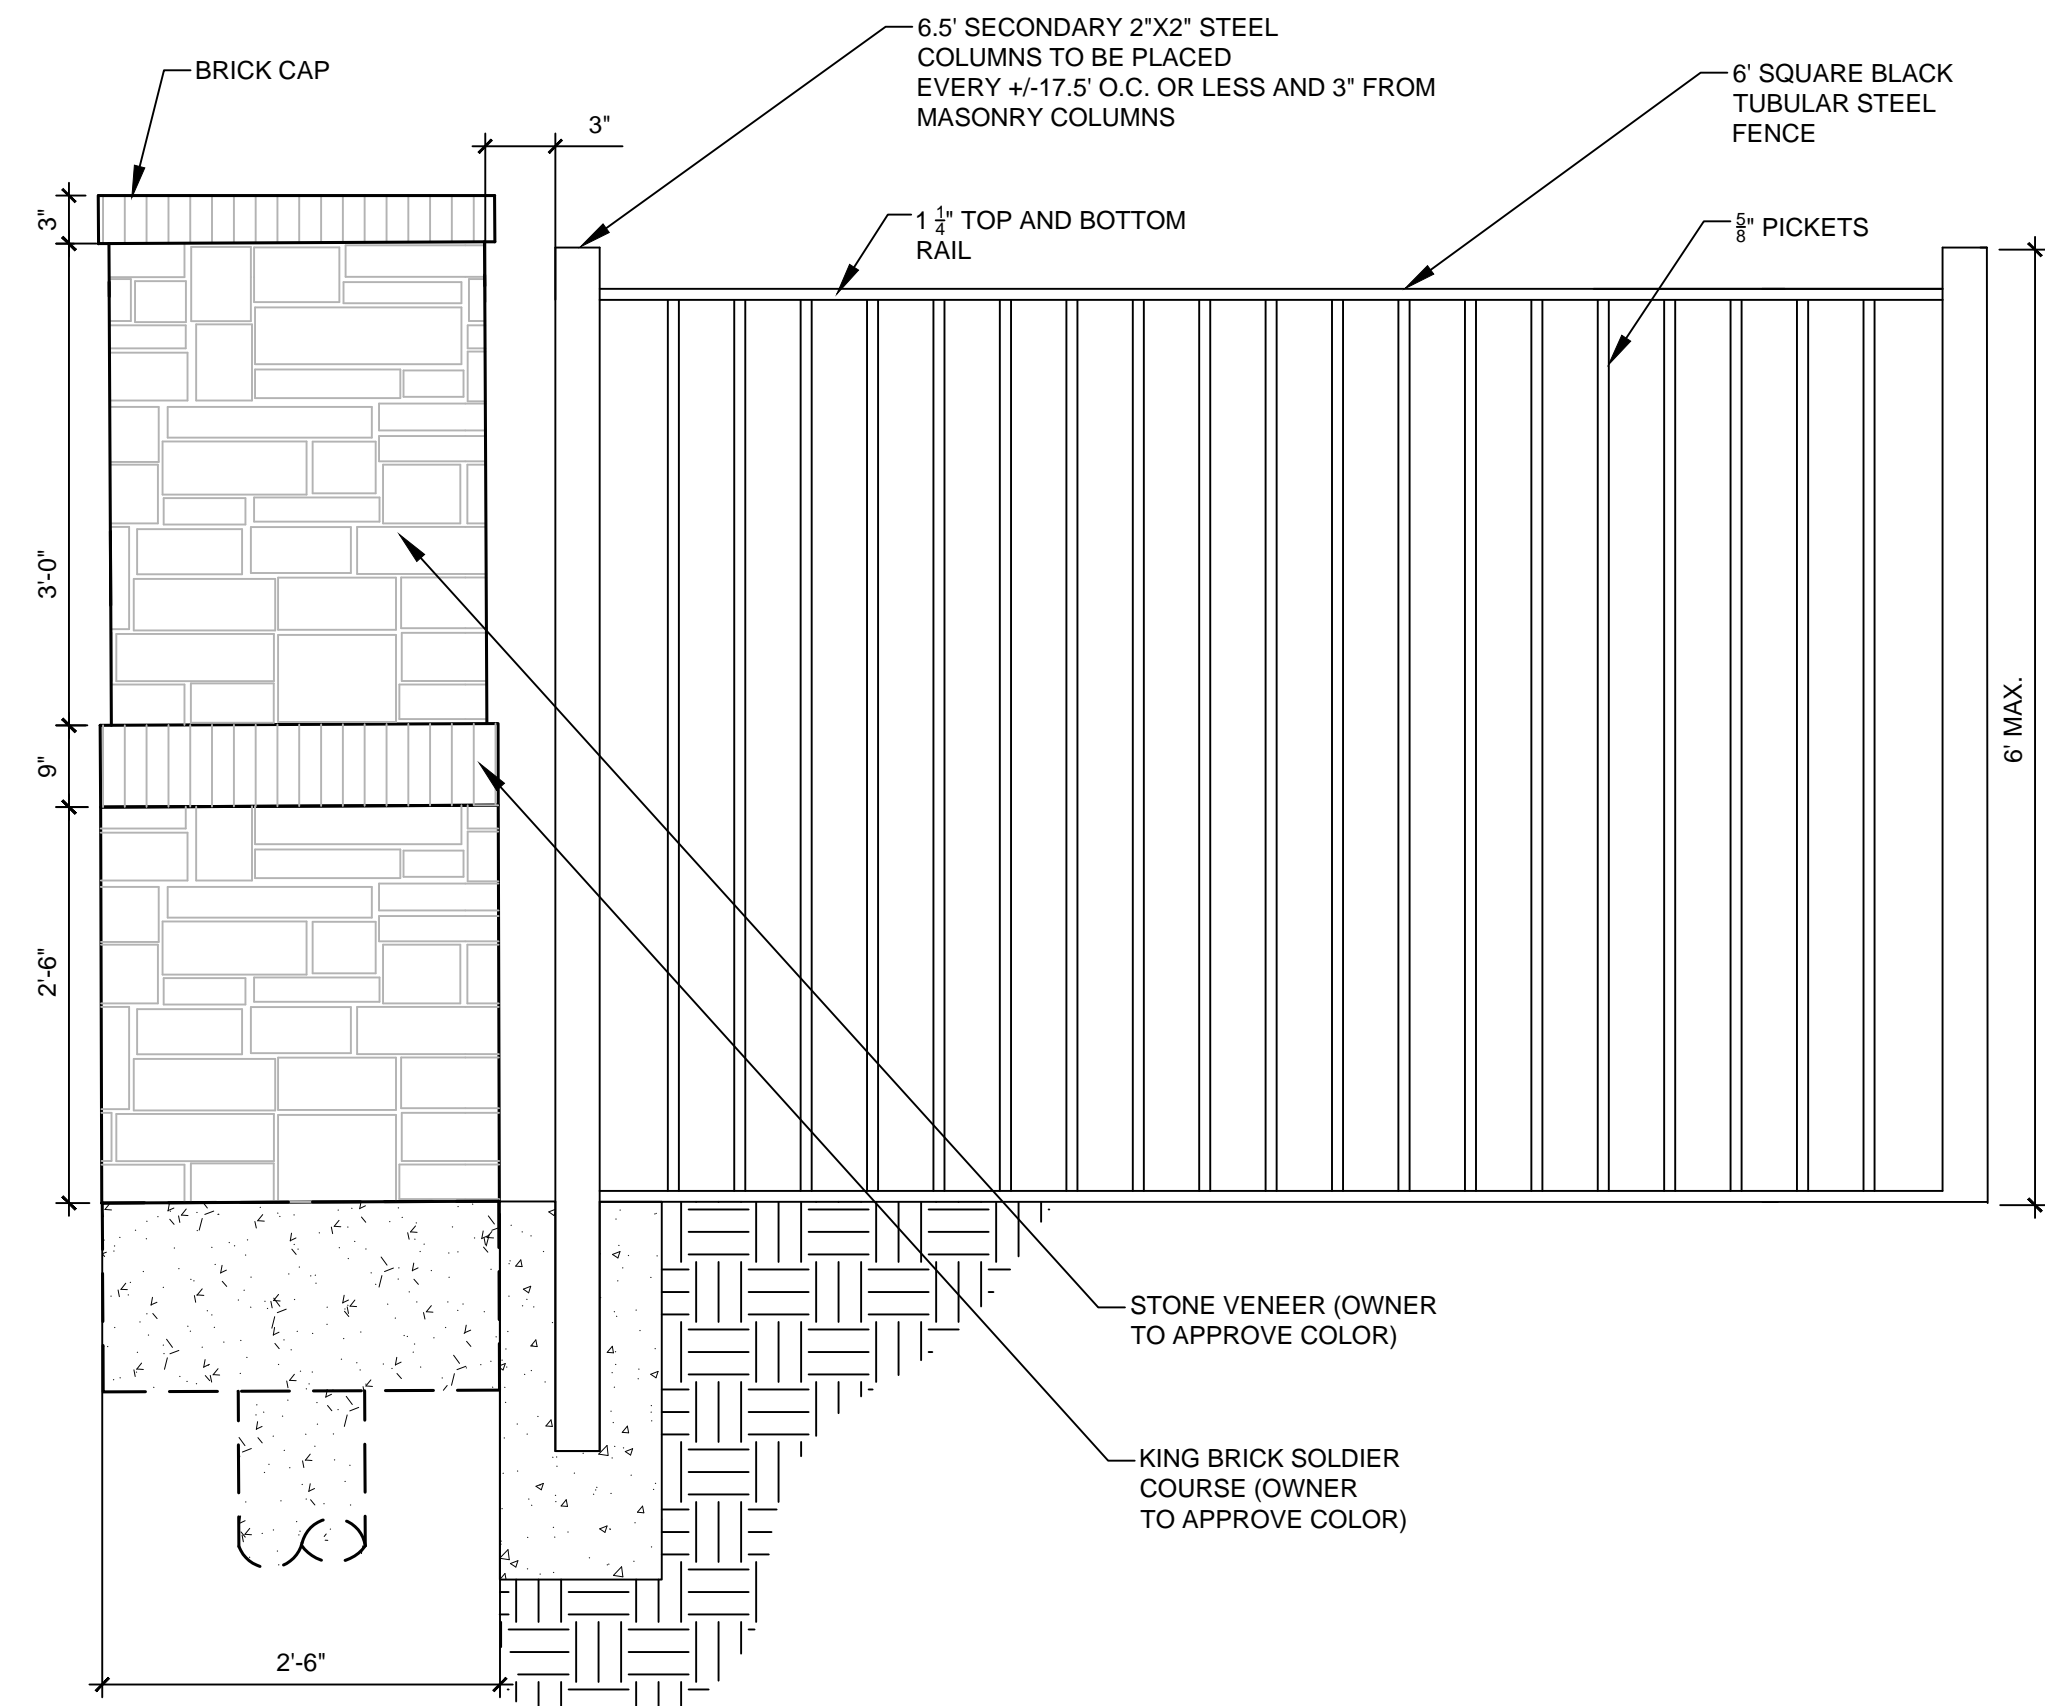 6.5' SECONDARY 2"X2" STEEL
COLUMNS TO BE PLACED
EVERY +/-17.5' O.C. OR LESS AND 3" FROM
MASONRY COLUMNS
BRICK CAP
6' SQUARE BLACK
TUBULAR STEEL
FENCE
3"
3"
1 1/4" TOP AND BOTTOM
RAIL
5/8" PICKETS
3'-0"
6' MAX.
9"
2'-6"
STONE VENEER (OWNER
TO APPROVE COLOR)
KING BRICK SOLDIER
COURSE (OWNER
TO APPROVE COLOR)
2'-6"